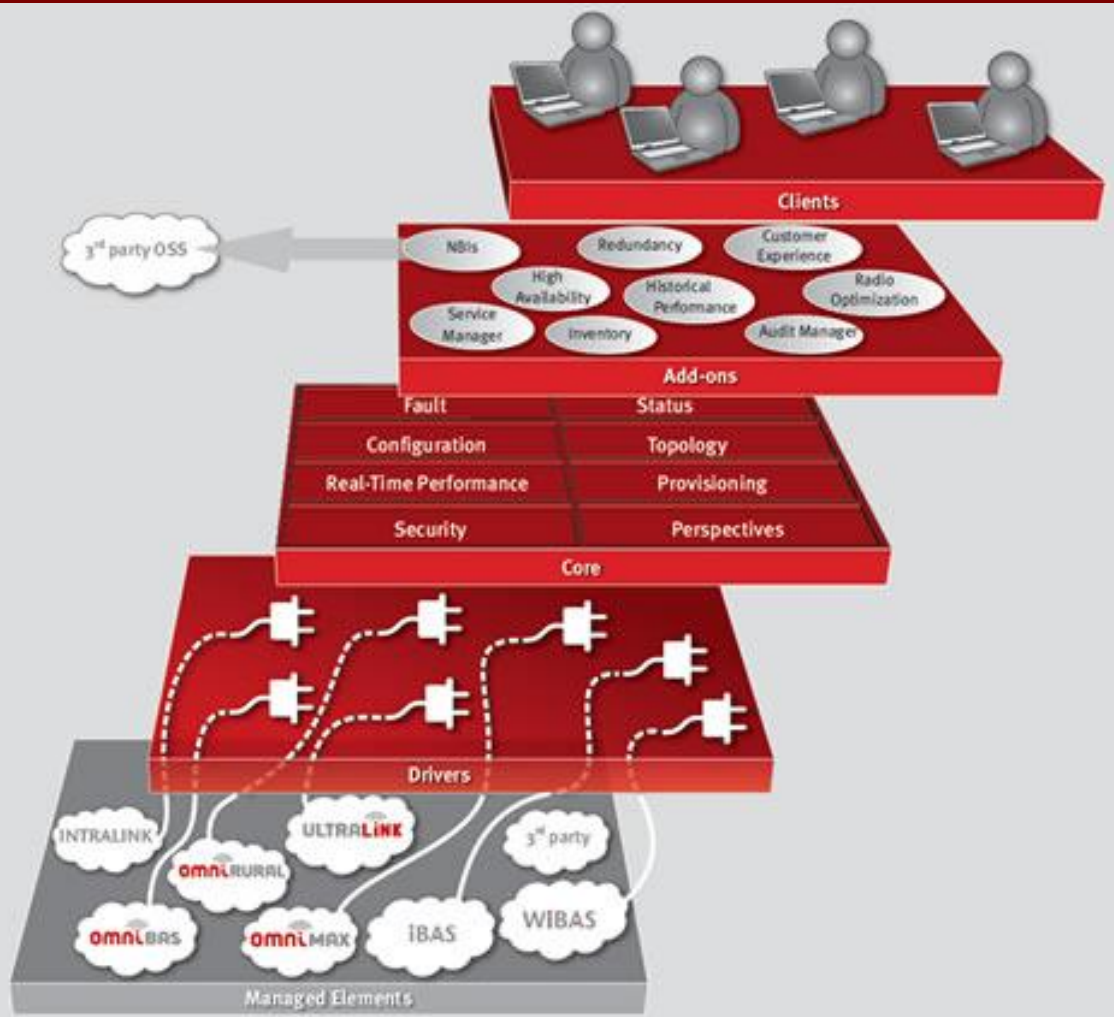 Clients
3rd party OSS
NBIs
Redundancy
Customer
Experience
High
Availability
Historical
Performance
Radio
Optimization
Service
Manager
Inventory
Audit Manager
Add-ons
Fault
Status
Configuration
Topology
Real-Time Performance
Provisioning
Security
Perspectives
Core
Drivers
INTRALINK
ULTRALiNK
3rd party
omniRURAL
omniBAS
omniMAX
iBAS
WiBAS
Managed Elements